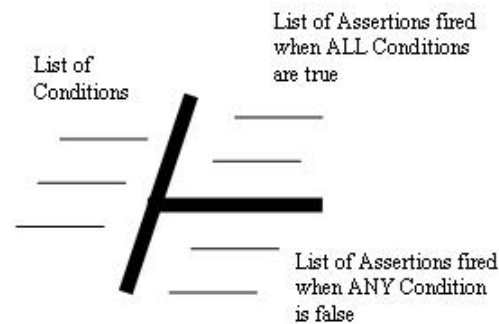 List of
Conditions
List of Assertions fired
when ALL Conditions
are true
List of Assertions fired
when ANY Condition
is false